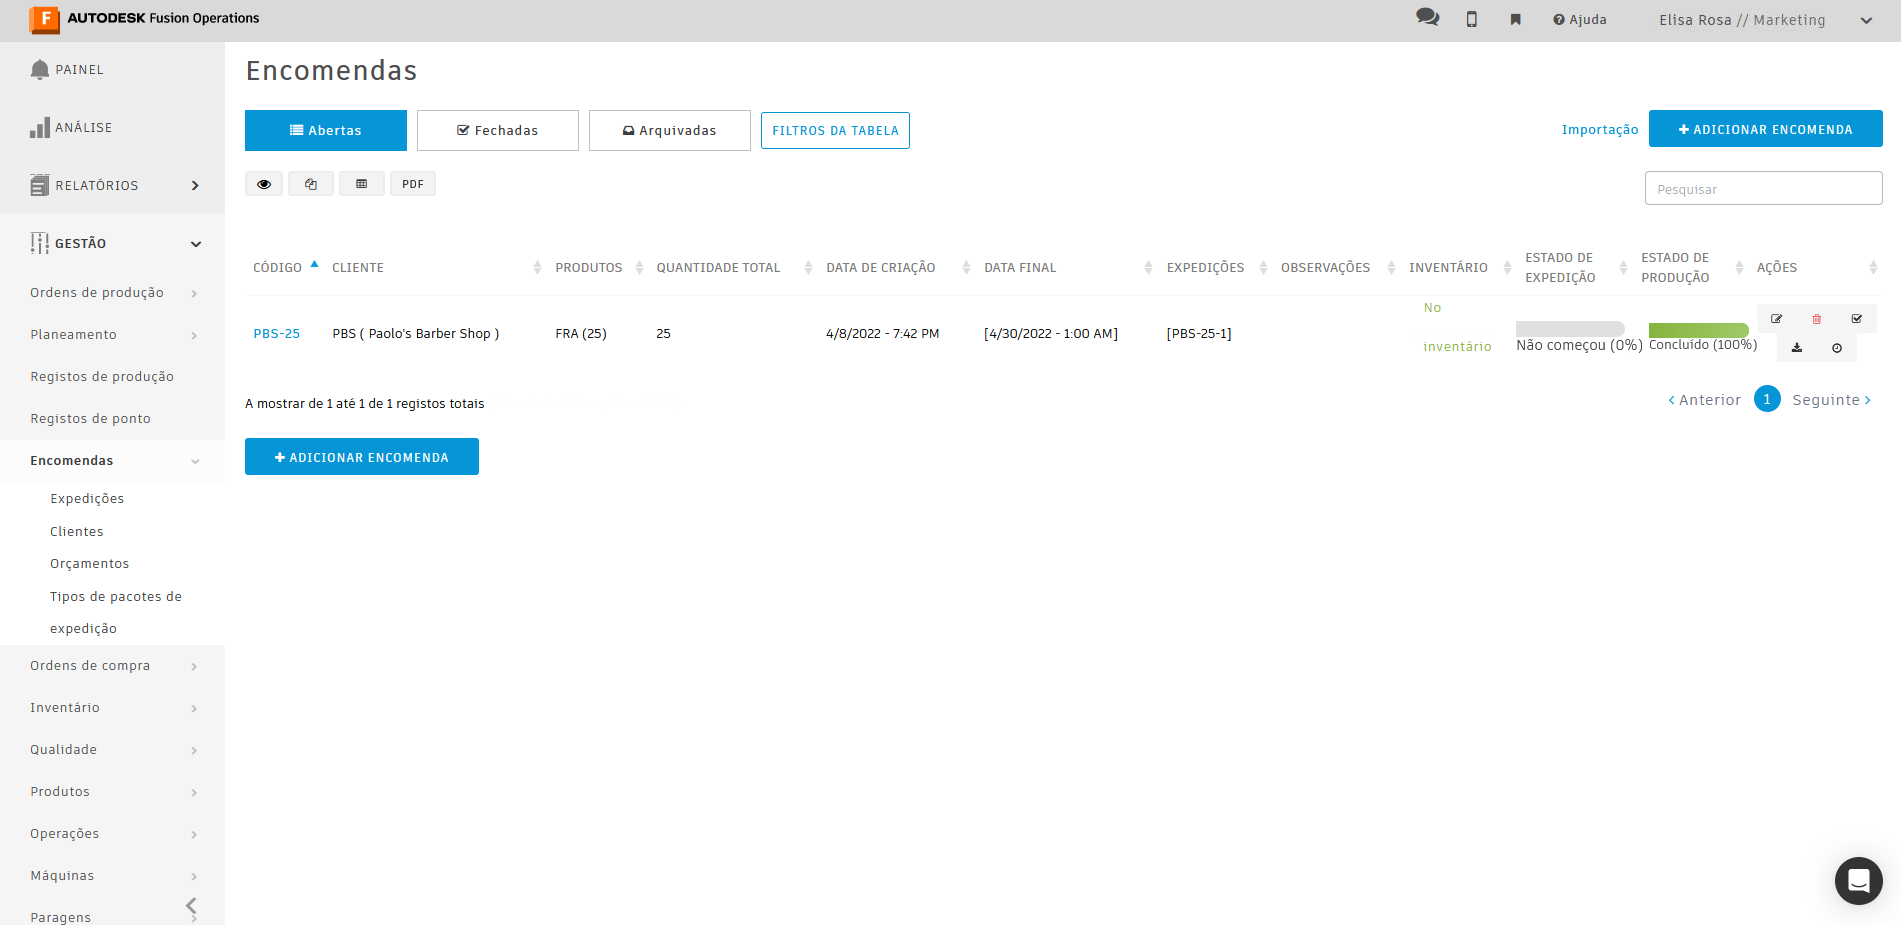 AUTODESK Fusion Operations
Ajuda
Elisa Rosa // Marketing
PAINEL
ANÁLISE
RELATÓRIOS
GESTÃO
Ordens de produção
Planeamento
Registos de produção
Registos de ponto
Encomendas
Expedições
Clientes
Orçamentos
Tipos de pacotes de
expedição
Ordens de compra
Inventário
Qualidade
Produtos
Operações
Máquinas
Paragens
Encomendas
Abertas
Fechadas
Arquivadas
FILTROS DA TABELA
Importação
ADICIONAR ENCOMENDA
PDF
Pesquisar
CÓDIGO
CLIENTE
PRODUTOS
QUANTIDADE TOTAL
DATA DE CRIAÇÃO
DATA FINAL
EXPEDIÇÕES
OBSERVAÇÕES
INVENTÁRIO
ESTADO DE
EXPEDIÇÃO
ESTADO DE
PRODUÇÃO
AÇÕES
PBS-25
PBS ( Paolo's Barber Shop )
FRA (25)
25
4/8/2022 - 7:42 PM
[4/30/2022 - 1:00 AM]
[PBS-25-1]
No
inventário
Não começou (0%)
Concluído (100%)
A mostrar de 1 até 1 de 1 registos totais
Anterior
1
Seguinte
ADICIONAR ENCOMENDA